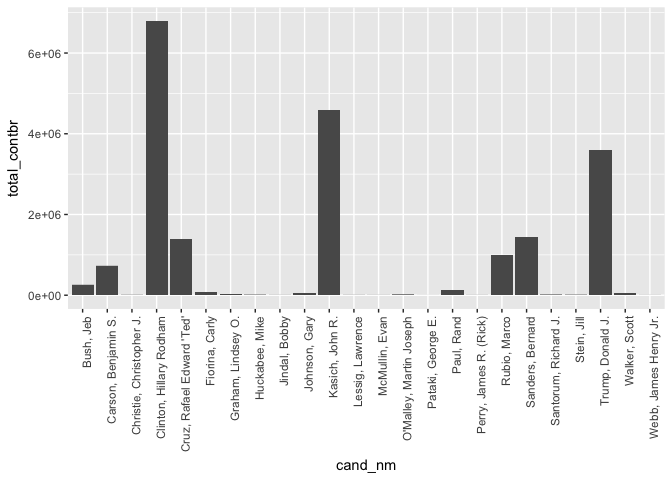 total_contbr
6e+06
4e+06
2e+06
0e+00
Bush, Jeb
Carson, Benjamin S.
Christie, Christopher J.
Clinton, Hillary Rodham
Cruz, Rafael Edward 'Ted'
Fiorina, Carly
Graham, Lindsey O.
Huckabee, Mike
Jindal, Bobby
Johnson, Gary
Kasich, John R.
Lessig, Lawrence
McMullin, Evan
O'Malley, Martin Joseph
Pataki, George E.
Paul, Rand
Perry, James R. (Rick)
Rubio, Marco
Sanders, Bernard
Santorum, Richard J.
Stein, Jill
Trump, Donald J.
Walker, Scott
Webb, James Henry Jr.
cand_nm